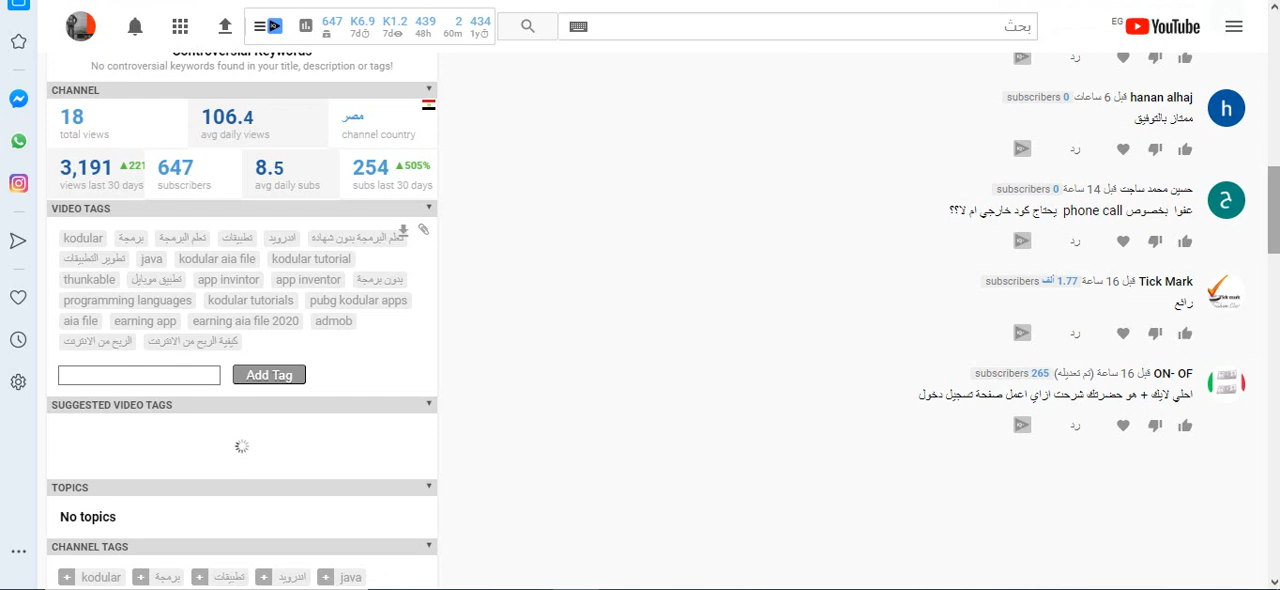 647 K6.9 K1.2 439 2 434
7d 7d 48h 60m 1y
بحث
EG
YouTube
Controversial Keywords
No controversial keywords found in your title, description or tags!
CHANNEL
18 106.4 مصر
total views avg daily views channel country
3,191 ▲221 647 8.5 254 ▲505%
views last 30 days subscribers avg daily subs subs last 30 days
VIDEO TAGS
kodular برمجة تعلم البرمجة تطبيقات اندرويد تعلم البرمجة بدون شهاده
تطوير التطبيقات java kodular aia file kodular tutorial
thunkable تطبيق موبايل app invintor app inventor بدون برمجة
programming languages kodular tutorials pubg kodular apps
aia file earning app earning aia file 2020 admob
الربح من الانترنت كيفية الربح من الانترنت
Add Tag
SUGGESTED VIDEO TAGS
TOPICS
No topics
CHANNEL TAGS
+ kodular + برمجة + تطبيقات + اندرويد + java
رد
hanan alhaj قبل 6 ساعات 0 subscribers
ممتاز بالتوفيق
رد
حسين محمد ساجت قبل 14 ساعة 0 subscribers
عفوا بخصوص phone call يحتاج كود خارجي ام لا؟؟
رد
Tick Mark قبل 16 ساعة 1.77 ألف subscribers
رائع
رد
ON- OF قبل 16 ساعة (تم تعديله) 265 subscribers
احلي لايك + هو حضرتك شرحت ازاي اعمل صفحة تسجيل دخول
رد